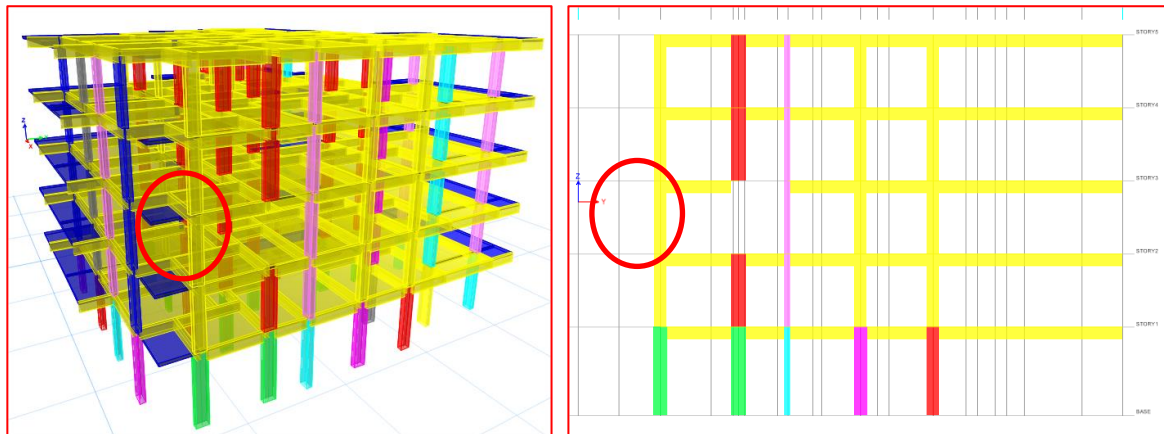 Z
X
STORY5
STORY4
STORY3
Z
Y
STORY2
STORY1
BASE